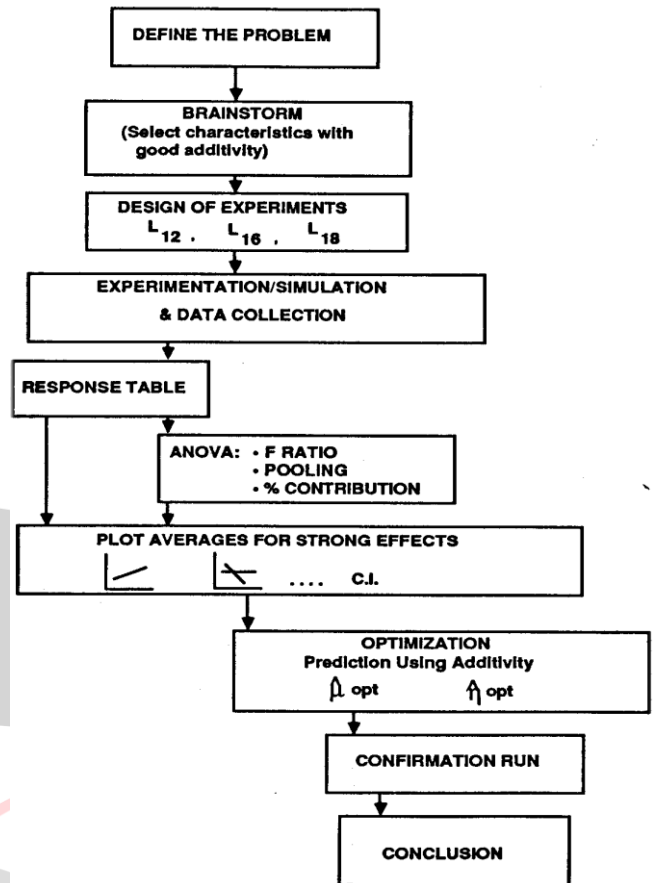 DEFINE THE PROBLEM
BRAINSTORM
(Select characteristics with
good additivity)
DESIGN OF EXPERIMENTS
L12 , L16 , L18
EXPERIMENTATION/SIMULATION
& DATA COLLECTION
RESPONSE TABLE
ANOVA: • F RATIO
• POOLING
• % CONTRIBUTION
PLOT AVERAGES FOR STRONG EFFECTS
.... C.I.
OPTIMIZATION
Prediction Using Additivity
μ̂ opt η̂ opt
CONFIRMATION RUN
CONCLUSION